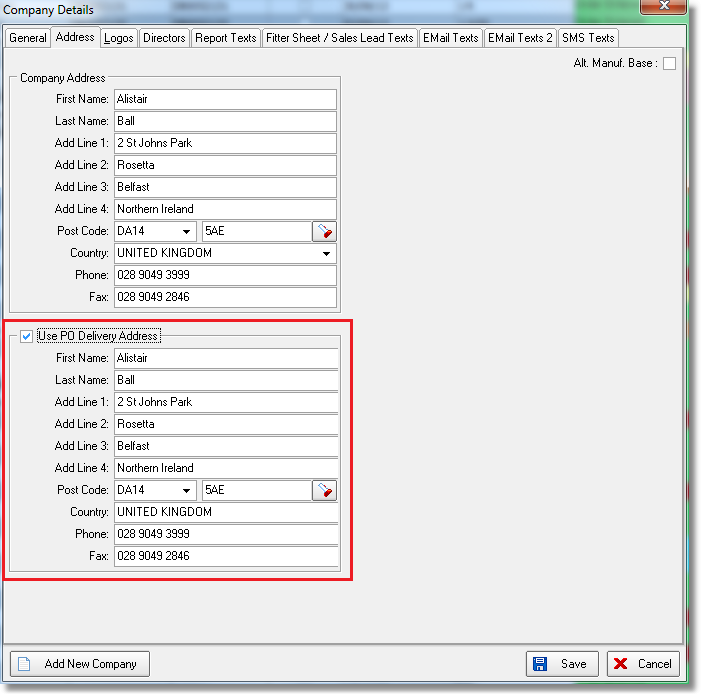 Company Details
General Address Logos Directors Report Texts Fitter Sheet / Sales Lead Texts EMail Texts EMail Texts 2 SMS Texts
Alt. Manuf. Base :
Company Address
First Name: Alistair
Last Name: Ball
Add Line 1: 2 St Johns Park
Add Line 2: Rosetta
Add Line 3: Belfast
Add Line 4: Northern Ireland
Post Code: DA14 5AE
Country: UNITED KINGDOM
Phone: 028 9049 3999
Fax: 028 9049 2846
Use PO Delivery Address
First Name: Alistair
Last Name: Ball
Add Line 1: 2 St Johns Park
Add Line 2: Rosetta
Add Line 3: Belfast
Add Line 4: Northern Ireland
Post Code: DA14 5AE
Country: UNITED KINGDOM
Phone: 028 9049 3999
Fax: 028 9049 2846
Add New Company Save Cancel